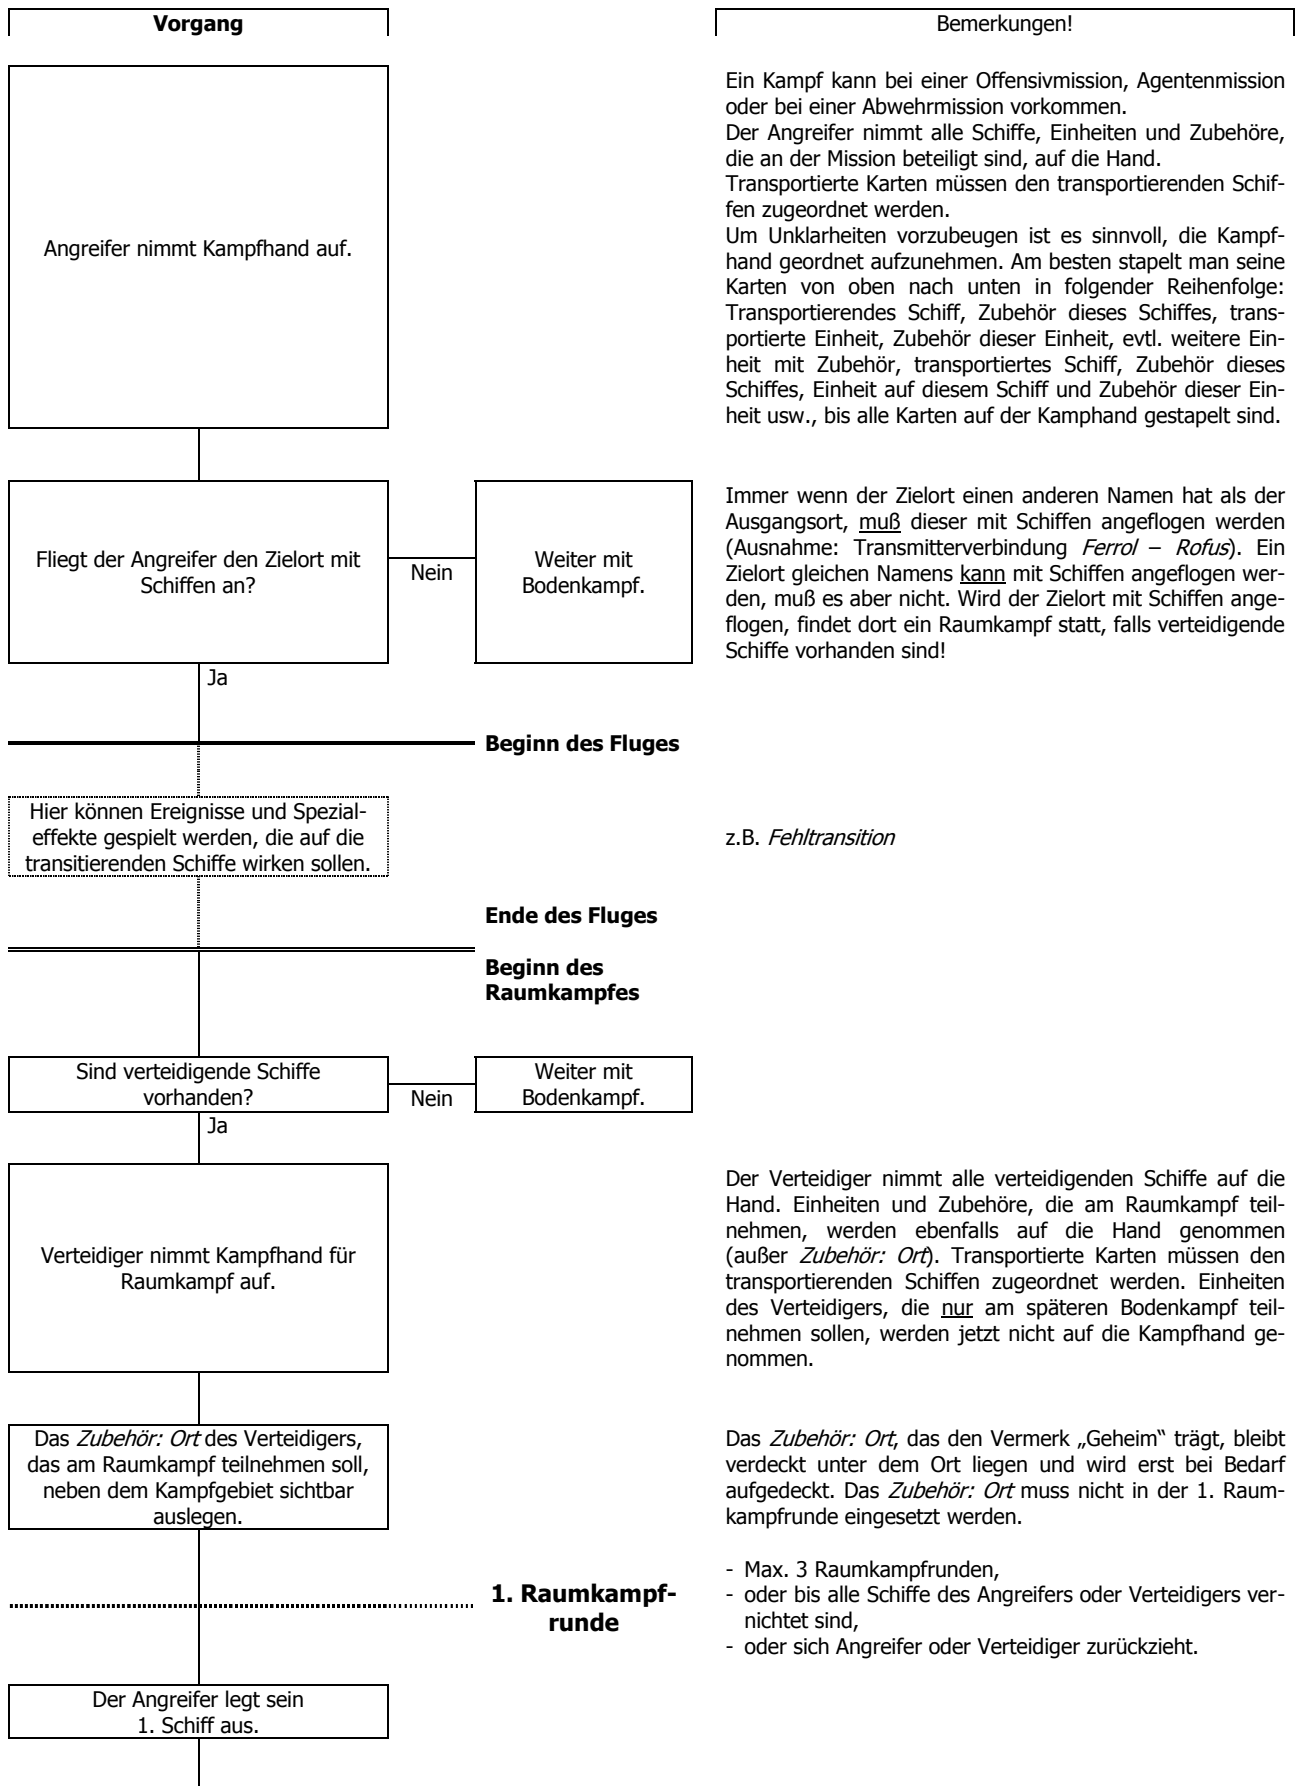 Vorgang
Bemerkungen!
Angreifer nimmt Kampfhand auf.
Ein Kampf kann bei einer Offensivmission, Agentenmission
oder bei einer Abwehrmission vorkommen.
Der Angreifer nimmt alle Schiffe, Einheiten und Zubehöre,
die an der Mission beteiligt sind, auf die Hand.
Transportierte Karten müssen den transportierenden Schif-
fen zugeordnet werden.
Um Unklarheiten vorzubeugen ist es sinnvoll, die Kampf-
hand geordnet aufzunehmen. Am besten stapelt man seine
Karten von oben nach unten in folgender Reihenfolge:
Transportierendes Schiff, Zubehör dieses Schiffes, trans-
portierte Einheit, Zubehör dieser Einheit, evtl. weitere Ein-
heit mit Zubehör, transportiertes Schiff, Zubehör dieses
Schiffes, Einheit auf diesem Schiff und Zubehör dieser Ein-
heit usw., bis alle Karten auf der Kamphand gestapelt sind.
Fliegt der Angreifer den Zielort mit
Schiffen an?
Nein
Weiter mit
Bodenkampf.
Immer wenn der Zielort einen anderen Namen hat als der
Ausgangsort, muß dieser mit Schiffen angeflogen werden
(Ausnahme: Transmitterverbindung Ferrol – Rofus). Ein
Zielort gleichen Namens kann mit Schiffen angeflogen wer-
den, muß es aber nicht. Wird der Zielort mit Schiffen ange-
flogen, findet dort ein Raumkampf statt, falls verteidigende
Schiffe vorhanden sind!
Ja
Beginn des Fluges
Hier können Ereignisse und Spezial-
effekte gespielt werden, die auf die
transitierenden Schiffe wirken sollen.
z.B. Fehltransition
Ende des Fluges
Beginn des
Raumkampfes
Sind verteidigende Schiffe
vorhanden?
Nein
Weiter mit
Bodenkampf.
Ja
Verteidiger nimmt Kampfhand für
Raumkampf auf.
Der Verteidiger nimmt alle verteidigenden Schiffe auf die
Hand. Einheiten und Zubehöre, die am Raumkampf teil-
nehmen, werden ebenfalls auf die Hand genommen
(außer Zubehör: Ort). Transportierte Karten müssen den
transportierenden Schiffen zugeordnet werden. Einheiten
des Verteidigers, die nur am späteren Bodenkampf teil-
nehmen sollen, werden jetzt nicht auf die Kampfhand ge-
nommen.
Das Zubehör: Ort des Verteidigers,
das am Raumkampf teilnehmen soll,
neben dem Kampfgebiet sichtbar
auslegen.
Das Zubehör: Ort, das den Vermerk „Geheim“ trägt, bleibt
verdeckt unter dem Ort liegen und wird erst bei Bedarf
aufgedeckt. Das Zubehör: Ort muss nicht in der 1. Raum-
kampfrunde eingesetzt werden.
1. Raumkampf-
runde
- Max. 3 Raumkampfrunden,
- oder bis alle Schiffe des Angreifers oder Verteidigers ver-
nichtet sind,
- oder sich Angreifer oder Verteidiger zurückzieht.
Der Angreifer legt sein
1. Schiff aus.